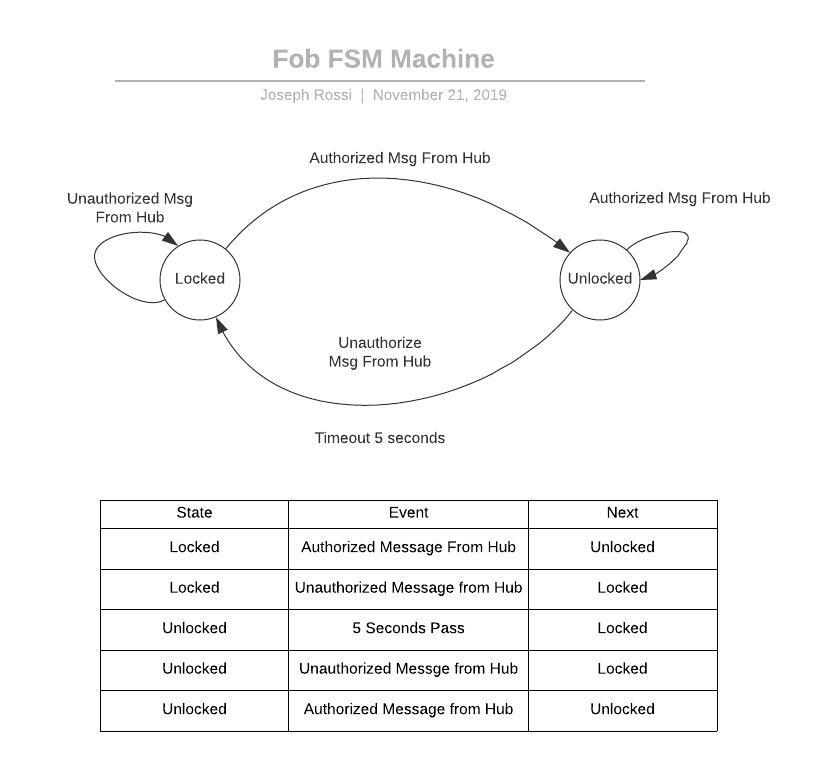 Fob FSM Machine
Joseph Rossi | November 21, 2019
Authorized Msg From Hub
Unauthorized Msg
From Hub
Authorized Msg From Hub
Locked
Unlocked
Unauthorize
Msg From Hub
Timeout 5 seconds
State Event Next
Locked Authorized Message From Hub Unlocked
Locked Unauthorized Message from Hub Locked
Unlocked 5 Seconds Pass Locked
Unlocked Unauthorized Messge from Hub Locked
Unlocked Authorized Message from Hub Unlocked